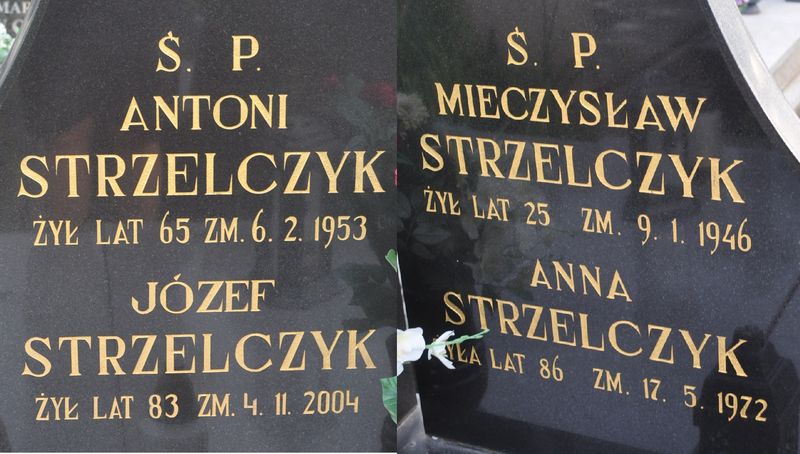 Ś. P.
ANTONI
STRZELCZYK
ŻYŁ LAT 65 ZM. 6. 2. 1953
JÓZEF
STRZELCZYK
ŻYŁ LAT 83 ZM. 4. 11. 2004
Ś. P.
MIECZYSŁAW
STRZELCZYK
ŻYŁ LAT 25 ZM. 9. 1. 1946
ANNA
STRZELCZYK
ŻYŁA LAT 86 ZM. 17. 5. 1972